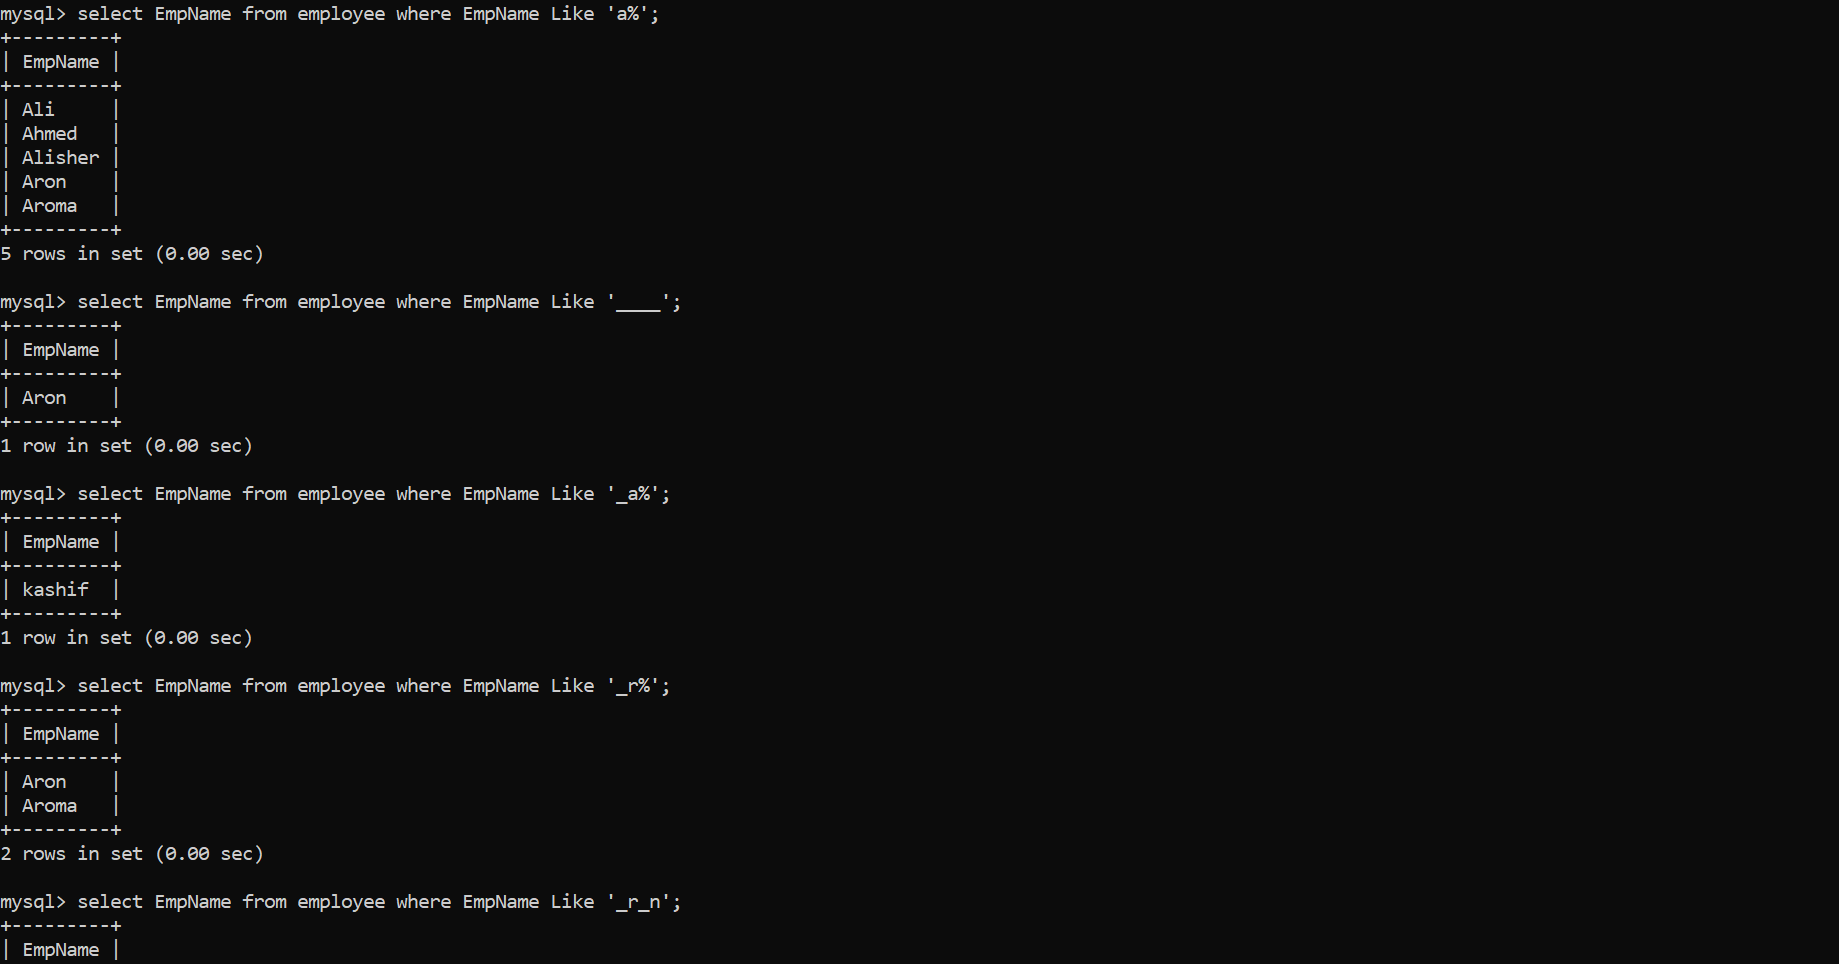 mysql> select EmpName from employee where EmpName Like 'a%';
+---------+
| EmpName |
+---------+
| Ali     |
| Ahmed   |
| Alisher |
| Aron    |
| Aroma   |
+---------+
5 rows in set (0.00 sec)

mysql> select EmpName from employee where EmpName Like '____';
+---------+
| EmpName |
+---------+
| Aron    |
+---------+
1 row in set (0.00 sec)

mysql> select EmpName from employee where EmpName Like '_a%';
+---------+
| EmpName |
+---------+
| kashif  |
+---------+
1 row in set (0.00 sec)

mysql> select EmpName from employee where EmpName Like '_r%';
+---------+
| EmpName |
+---------+
| Aron    |
| Aroma   |
+---------+
2 rows in set (0.00 sec)

mysql> select EmpName from employee where EmpName Like '_r_n';
+---------+
| EmpName |